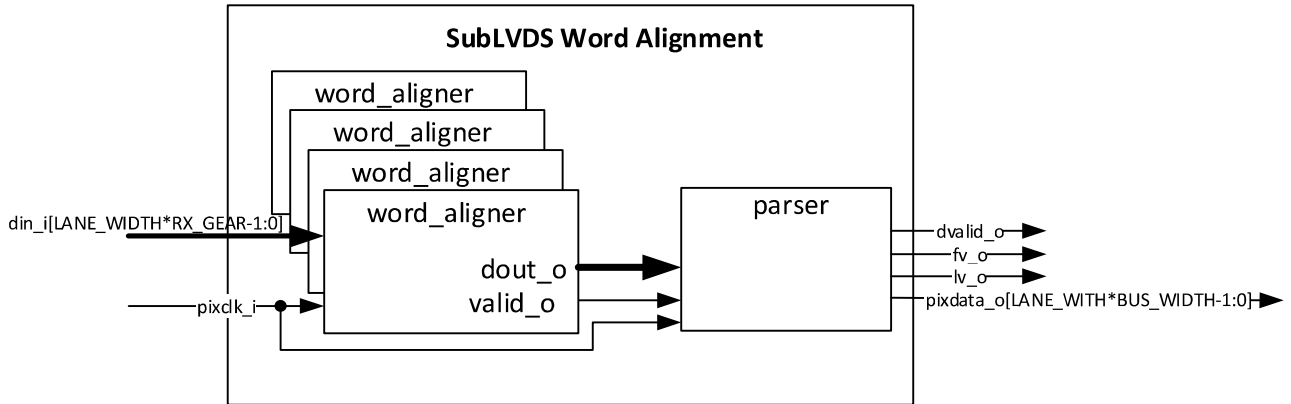 SubLVDS Word Alignment
word_aligner
word_aligner
word_aligner
word_aligner
din_i[LANE_WIDTH*RX_GEAR-1:0]
dout_o
valid_o
pixclk_i
parser
dvalid_o
fv_o
lv_o
pixdata_o[LANE_WITH*BUS_WIDTH-1:0]